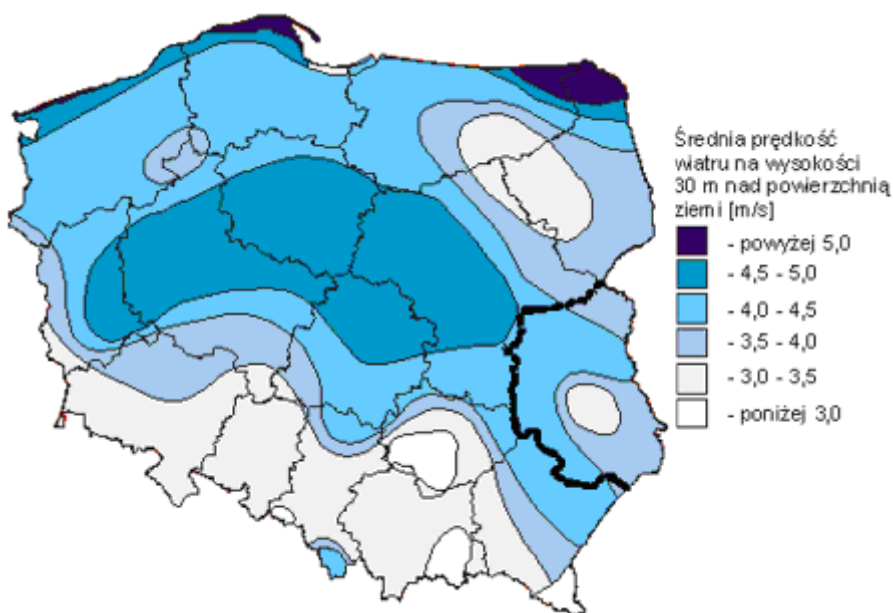 Średnia prędkość
wiatru na wysokości
30 m nad powierzchnią
ziemi [m/s]
- powyżej 5,0
- 4,5 - 5,0
- 4,0 - 4,5
- 3,5 - 4,0
- 3,0 - 3,5
- poniżej 3,0